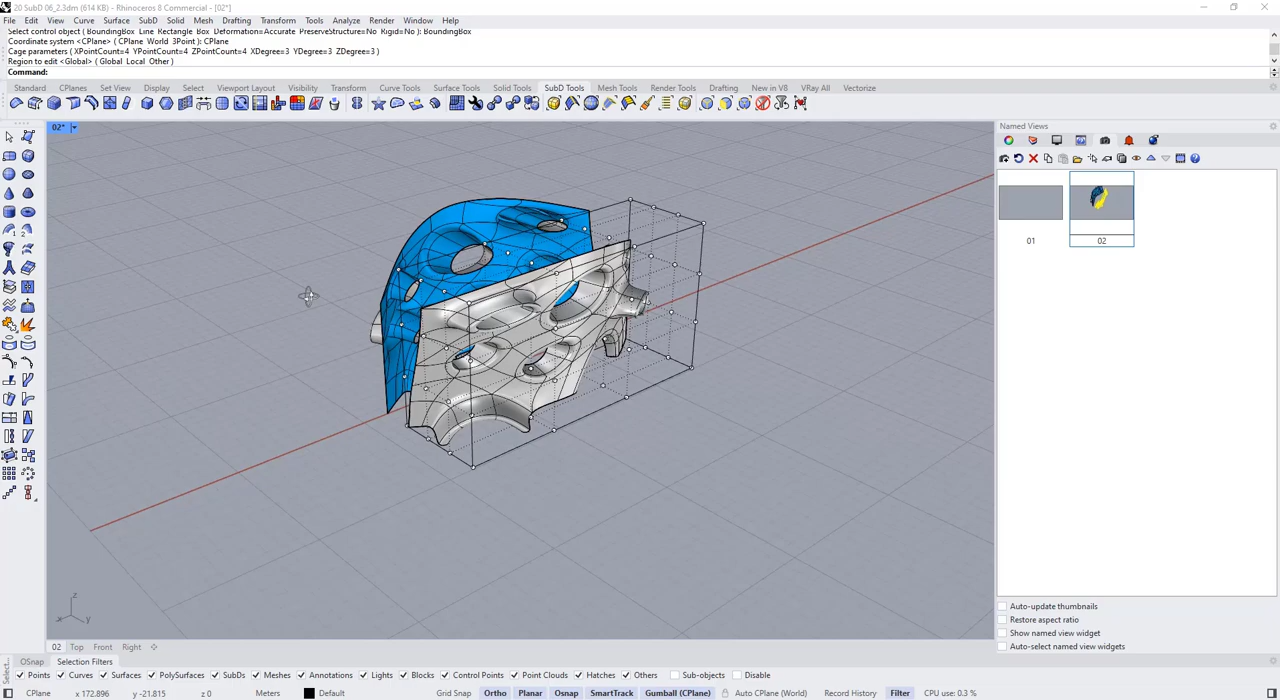 20 SubD 06_2.3dm (614 KB) - Rhinoceros 8 Commercial - [02*]
File Edit View Curve Surface SubD Solid Mesh Drafting Transform Tools Analyze Render Window Help
Select control object ( BoundingBox Line Rectangle Box Deformation=Accurate PreserveStructure=No Rigid=No ): BoundingBox
Coordinate system <CPlane> ( CPlane World 3Point ): CPlane
Cage parameters ( XPointCount=4 YPointCount=4 ZPointCount=4 XDegree=3 YDegree=3 ZDegree=3 )
Region to edit <Global> ( Global Local Other )
Command:
Standard CPlanes Set View Display Select Viewport Layout Visibility Transform Curve Tools Surface Tools Solid Tools SubD Tools Mesh Tools Render Tools Drafting New in V8 VRay All Vectorize
02*
Named Views
01 02
z
x y
Auto-update thumbnails
Restore aspect ratio
Show named view widget
Auto-select named view widgets
02 Top Front Right
OSnap Selection Filters
Points Curves Surfaces PolySurfaces SubDs Meshes Annotations Lights Blocks Control Points Point Clouds Hatches Others Sub-objects Disable
Select...
CPlane x 172.896 y -21.815 z 0 Meters Default Grid Snap Ortho Planar Osnap SmartTrack Gumball (CPlane) Auto CPlane (World) Record History Filter CPU use: 0.3 %